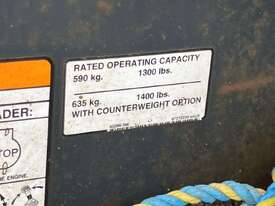 RATED OPERATING CAPACITY
590 kg. 1300 lbs.
635 kg. 1400 lbs.
WITH COUNTERWEIGHT OPTION
ADER:
TOP
E ENGINE.